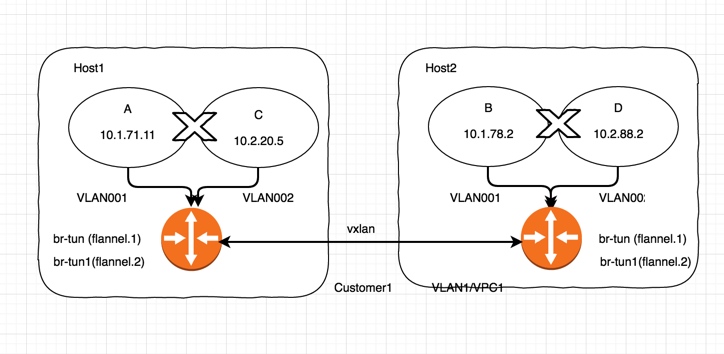 Host1
A
10.1.71.11
C
10.2.20.5
VLAN001
VLAN002
br-tun (flannel.1)
br-tun1(flannel.2)
vxlan
Host2
B
10.1.78.2
D
10.2.88.2
VLAN001
VLAN00
br-tun (flannel.1)
br-tun1(flannel.2)
Customer1
VLAN1/VPC1